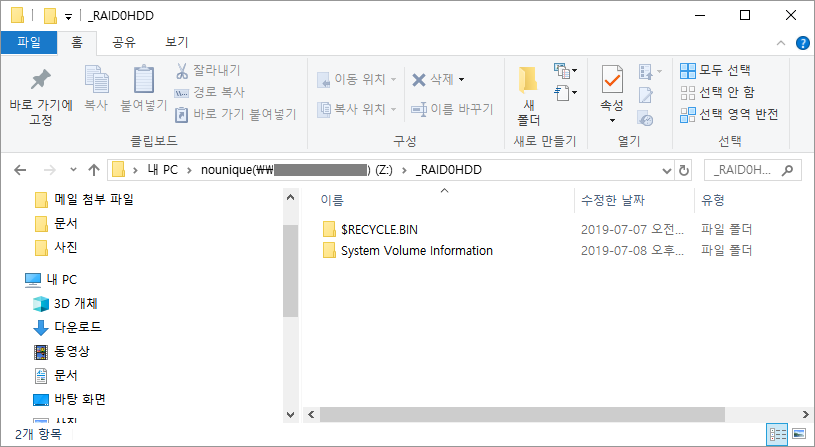 _RAID0HDD
파일 홈 공유 보기
바로 가기에 고정
복사
붙여넣기
잘라내기
경로 복사
바로 가기 붙여넣기
클립보드
이동 위치
복사 위치
삭제
이름 바꾸기
구성
새 폴더
새로 만들기
속성
열기
모두 선택
선택 안 함
선택 영역 반전
선택
내 PC > nounique(₩₩ ) (Z:) > _RAID0HDD
_RAID0H...
메일 첨부 파일
문서
사진
내 PC
3D 개체
다운로드
동영상
문서
바탕 화면
사진
이름 수정한 날짜 유형
$RECYCLE.BIN 2019-07-07 오전... 파일 폴더
System Volume Information 2019-07-08 오후... 파일 폴더
2개 항목